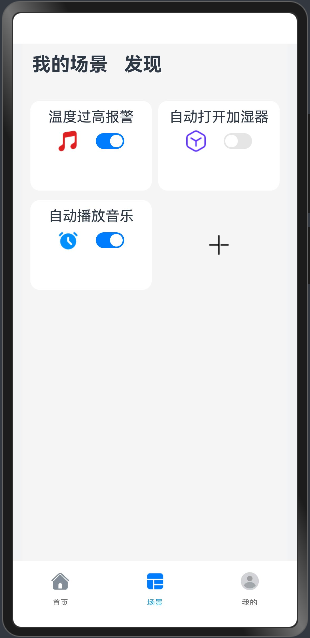 我的场景 发现
温度过高报警
自动打开加湿器
自动播放音乐
首页
场景
我的